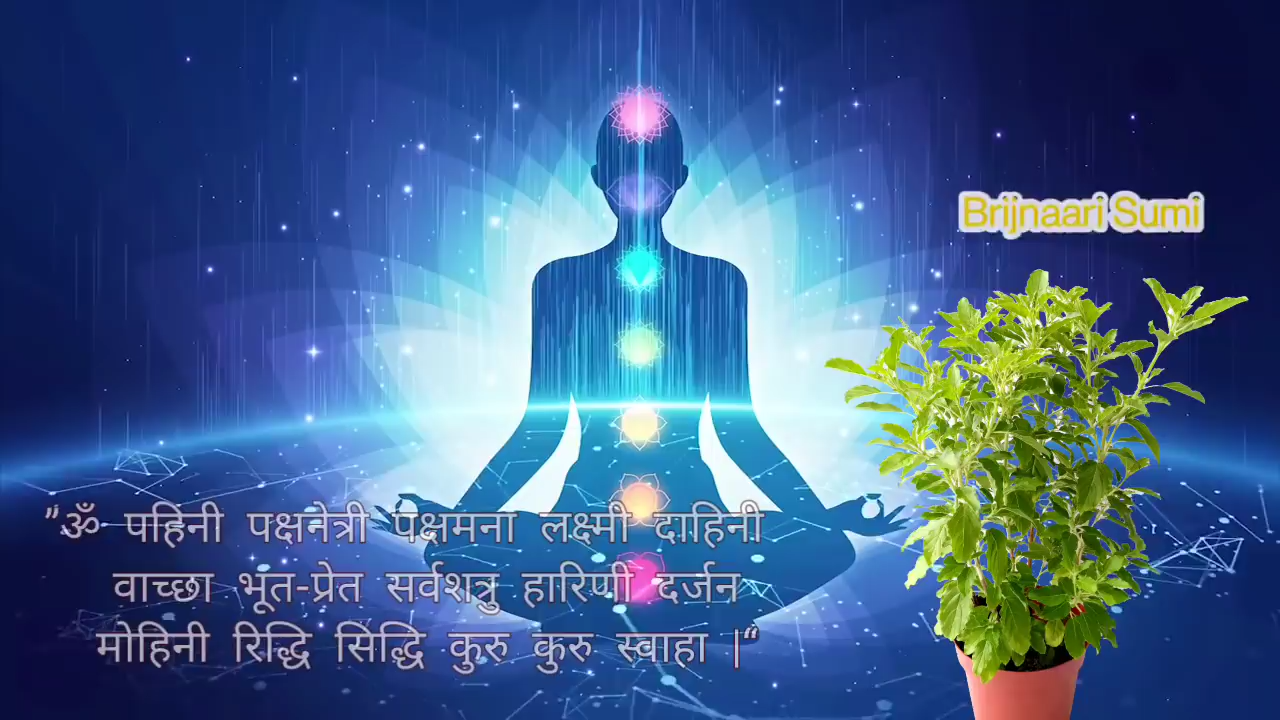 Brijnaari Sumi
"ॐ पहिनी पक्षनेत्री पक्षमना लक्ष्मी दाहिनी
वाच्छा भूत-प्रेत सर्वशत्रु हारिणी दर्जन
मोहिनी रिद्धि सिद्धि कुरु कुरु स्वाहा |“